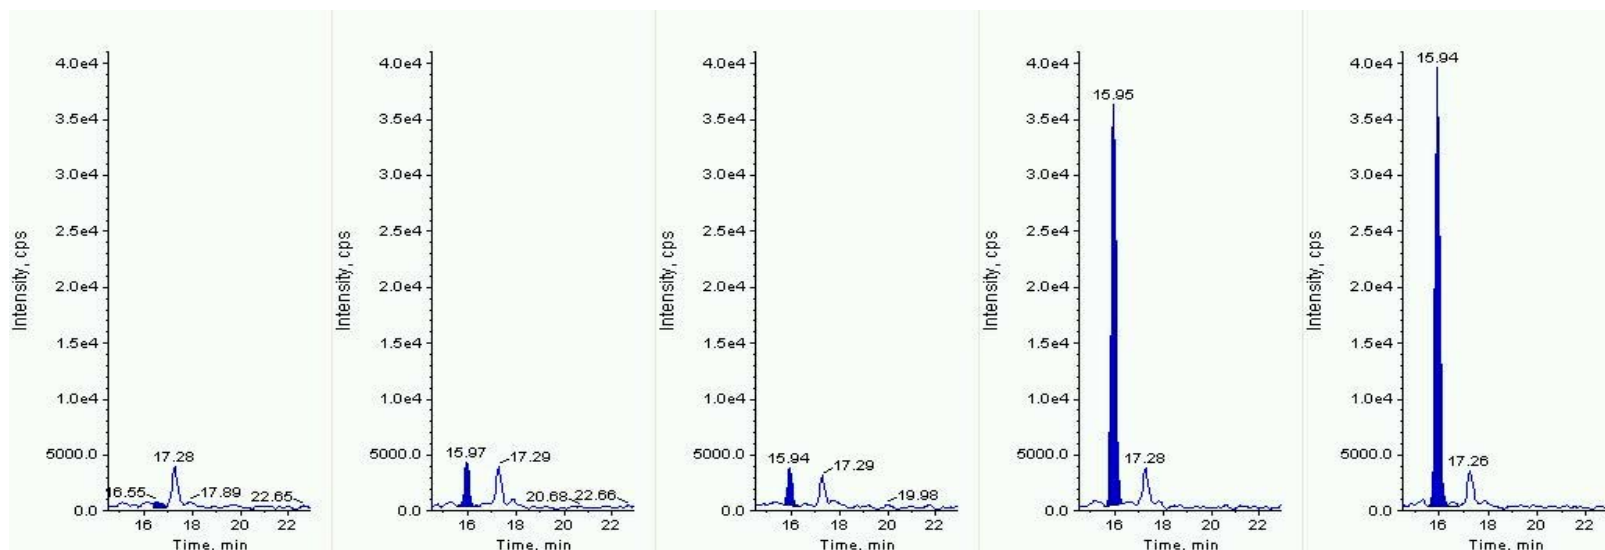 4.0e4
3.5e4
3.0e4
2.5e4
2.0e4
1.5e4
1.0e4
5000.0
0.0
Intensity, cps
17.28
16.55
17.89
22.65
16 18 20 22
Time, min
4.0e4
3.5e4
3.0e4
2.5e4
2.0e4
1.5e4
1.0e4
5000.0
0.0
Intensity, cps
15.97
17.29
20.68
22.66
16 18 20 22
Time, min
4.0e4
3.5e4
3.0e4
2.5e4
2.0e4
1.5e4
1.0e4
5000.0
0.0
Intensity, cps
15.94
17.29
19.98
16 18 20 22
Time, min
4.0e4
3.5e4
3.0e4
2.5e4
2.0e4
1.5e4
1.0e4
5000.0
0.0
Intensity, cps
15.95
17.28
16 18 20 22
Time, min
4.0e4
3.5e4
3.0e4
2.5e4
2.0e4
1.5e4
1.0e4
5000.0
0.0
Intensity, cps
15.94
17.26
16 18 20 22
Time, min